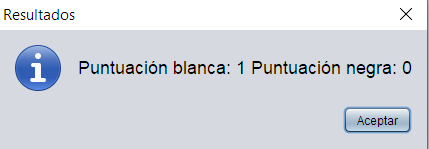 Resultados
Puntuación blanca: 1 Puntuación negra: 0
Aceptar